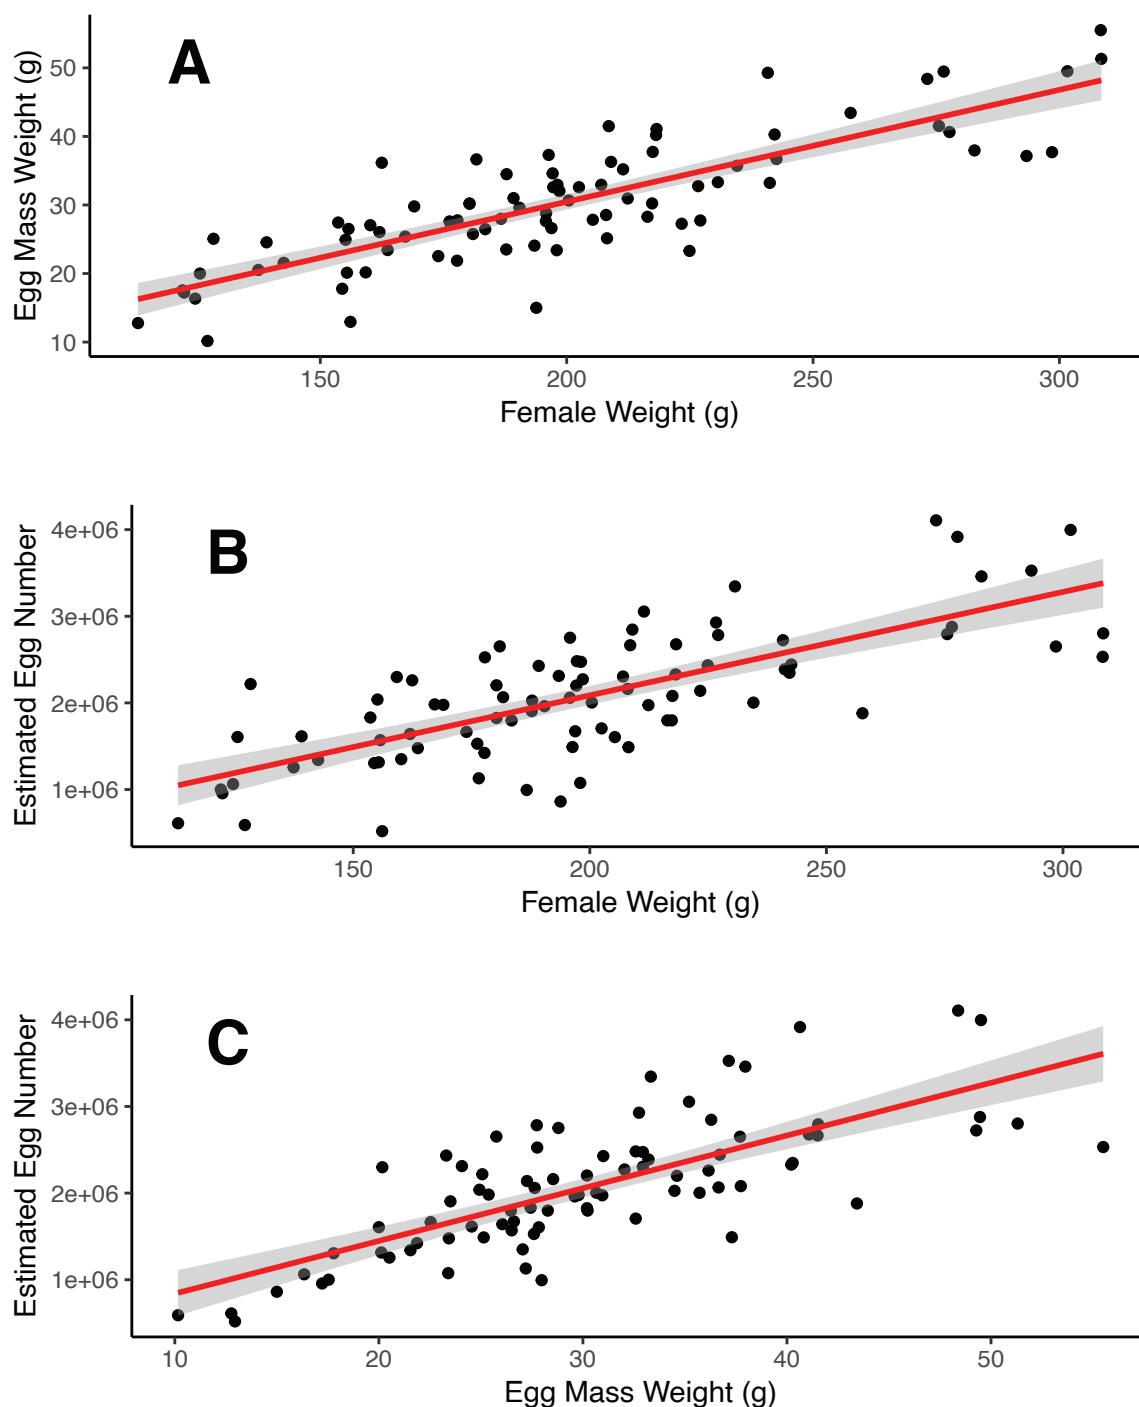 A
Egg Mass Weight (g)
50
40
30
20
10
150 200 250 300
Female Weight (g)
B
Estimated Egg Number
4e+06
3e+06
2e+06
1e+06
150 200 250 300
Female Weight (g)
C
Estimated Egg Number
4e+06
3e+06
2e+06
1e+06
10 20 30 40 50
Egg Mass Weight (g)